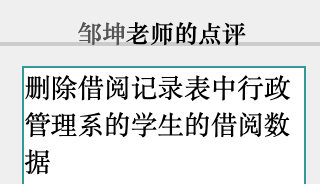 邹坤老师的点评
删除借阅记录表中行政
管理系的学生的借阅数
据